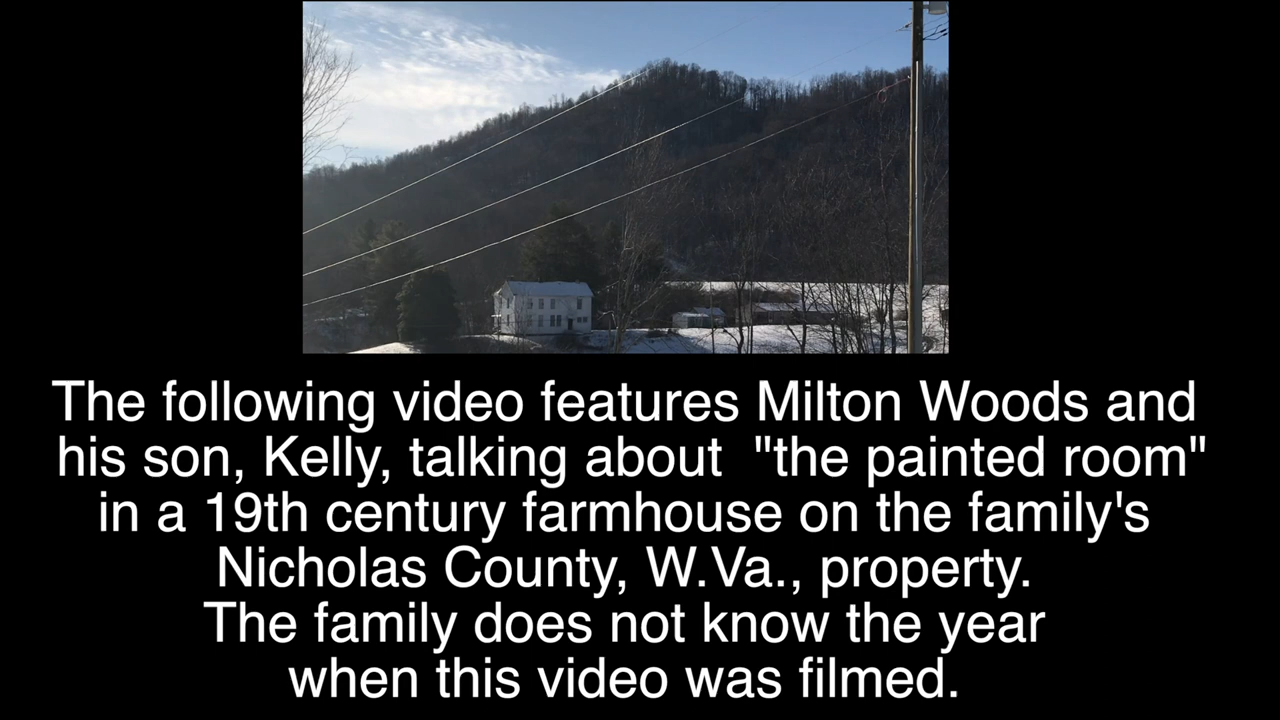 The following video features Milton Woods and
his son, Kelly, talking about  "the painted room"
in a 19th century farmhouse on the family's
Nicholas County, W.Va., property.
The family does not know the year
when this video was filmed.